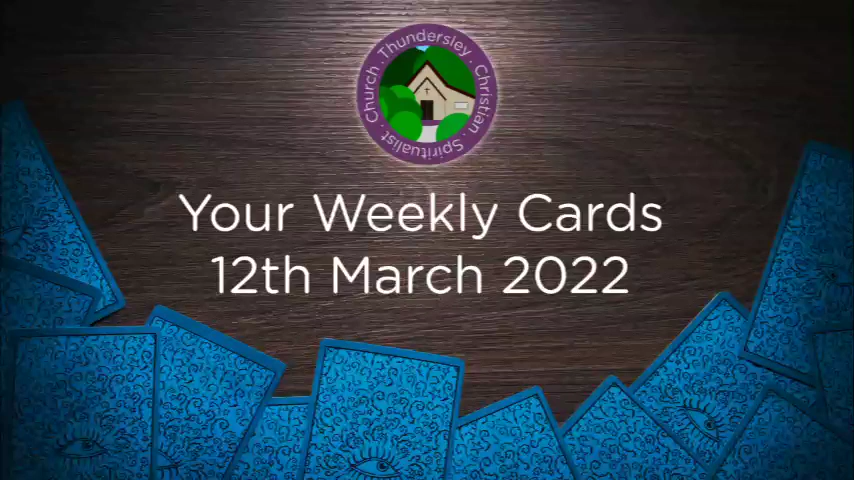 Thundersley · Christian · Spiritualist · Church ·
Your Weekly Cards
12th March 2022